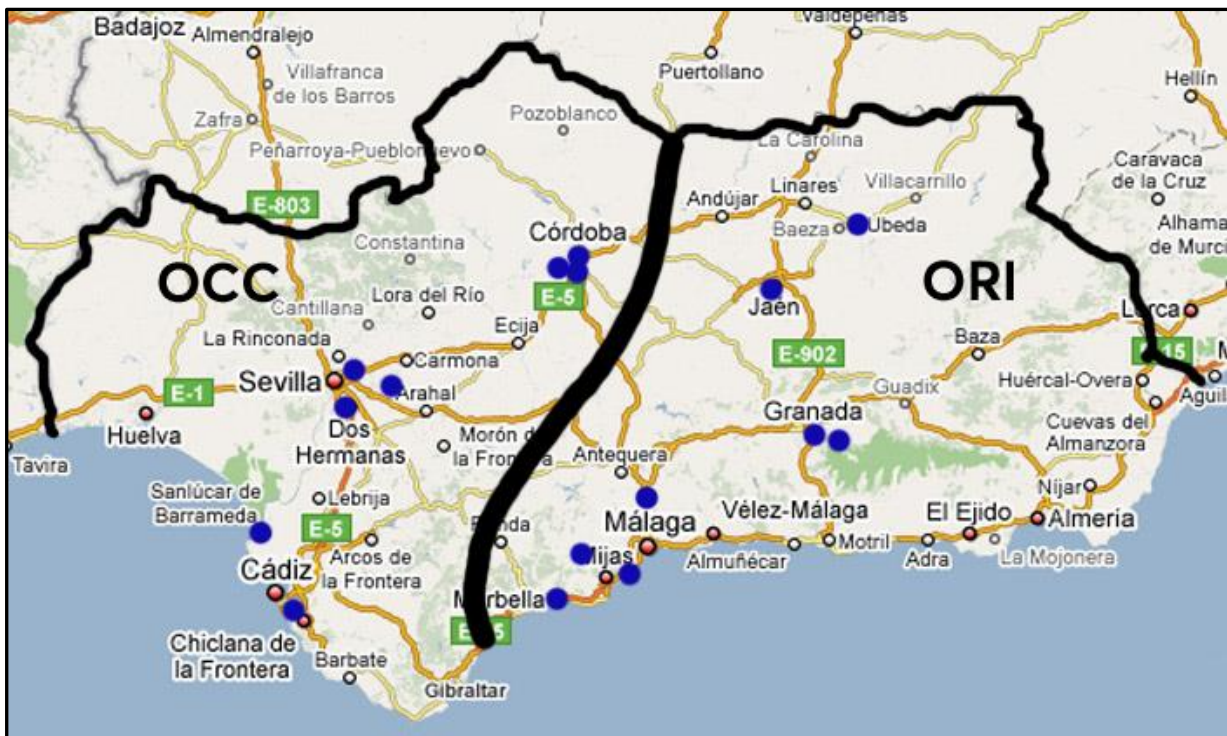 Badajoz
Almendralejo
Valdepeñas
Villafranca
de los Barros
Puertollano
Hellín
Zafra
Pozoblanco
Peñarroya-Pueblonuevo
La Carolina
Caravaca
de la Cruz
E-803
Andújar
Linares
Villacarrillo
Alhama
de Murci
Constantina
Córdoba
Baeza
Ubeda
OCC
ORI
Cantillana
Lora del Río
E-5
Jaén
Lorca
La Rinconada
Ecija
Baza
E-902
15
Carmona
Sevilla
E-1
Arahal
Guadix
Huércal-Overa
M
Aguil
Huelva
Dos
Hermanas
Granada
Cuevas del
Almanzora
Morón d
la Frontera
Antequera
Tavira
Sanlúcar de
Barrameda
Lebrija
Níjar
E-5
Málaga
Vélez-Málaga
El Ejido
Almería
Arcos de
la Frontera
Almuñécar
Motril
Adra
La Mojonera
Cádiz
Mijas
Chiclana de
la Frontera
Barbate
Gibraltar